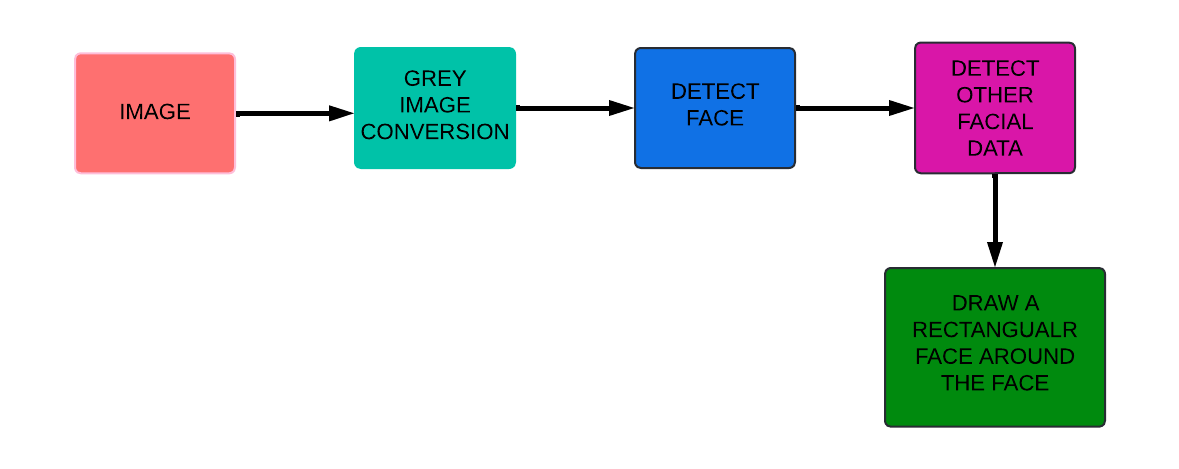 IMAGE
GREY
IMAGE
CONVERSION
DETECT
FACE
DETECT
OTHER
FACIAL
DATA
DRAW A
RECTANGUALR
FACE AROUND
THE FACE